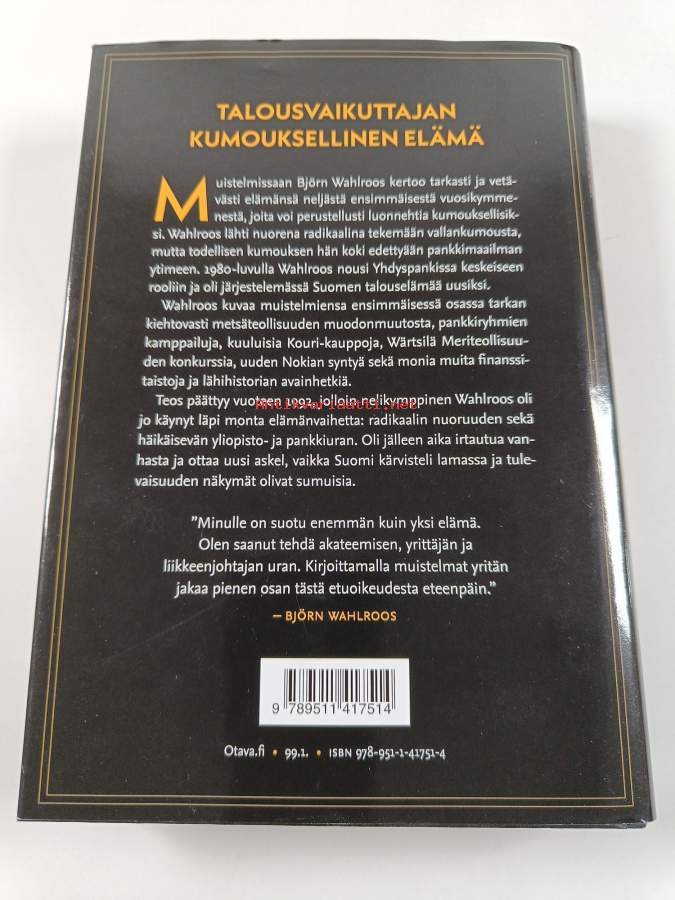 TALOUSVAIKUTTAJAN
KUMOUKSELLINEN ELÄMÄ
Muistelmissaan Björn Wahlroos kertoo tarkasti ja vetä-
västi elämänsä neljästä ensimmäisestä vuosikymme-
nestä, joita voi perustellusti luonnehtia kumouksellisik-
si. Wahlroos lähti nuorena radikaalina tekemään vallankumousta,
mutta todellisen kumouksen hän koki edettyään pankkimaailman
ytimeen. 1980-luvulla Wahlroos nousi Yhdyspankissa keskeiseen
rooliin ja oli järjestelemässä Suomen talouselämää uusiksi.
Wahlroos kuvaa muistelmiensa ensimmäisessä osassa tarkan
kiehtovasti metsäteollisuuden muodonmuutosta, pankkiryhmien
kamppailuja, kuuluisia Kouri-kauppoja, Wärtsilä Meriteollisuu-
den konkurssia, uuden Nokian syntyä sekä monia muita finanssi-
taistoja ja lähihistorian avainhetkiä.
Teos päättyy vuoteen 1992, jolloin nelikymppinen Wahlroos oli
Antikvariaatti.net
jo käynyt läpi monta elämänvaihetta: radikaalin nuoruuden sekä
häikäisevän yliopisto- ja pankkiuran. Oli jälleen aika irtautua van-
hasta ja ottaa uusi askel, vaikka Suomi kärvisteli lamassa ja tule-
vaisuuden näkymät olivat sumuisia.
”Minulle on suotu enemmän kuin yksi elämä.
Olen saanut tehdä akateemisen, yrittäjän ja
liikkeenjohtajan uran. Kirjoittamalla muistelmat yritän
jakaa pienen osan tästä etuoikeudesta eteenpäin.”
– BJÖRN WAHLROOS
9 789511 417514
Otava.fi • 99.1. • ISBN 978-951-1-41751-4